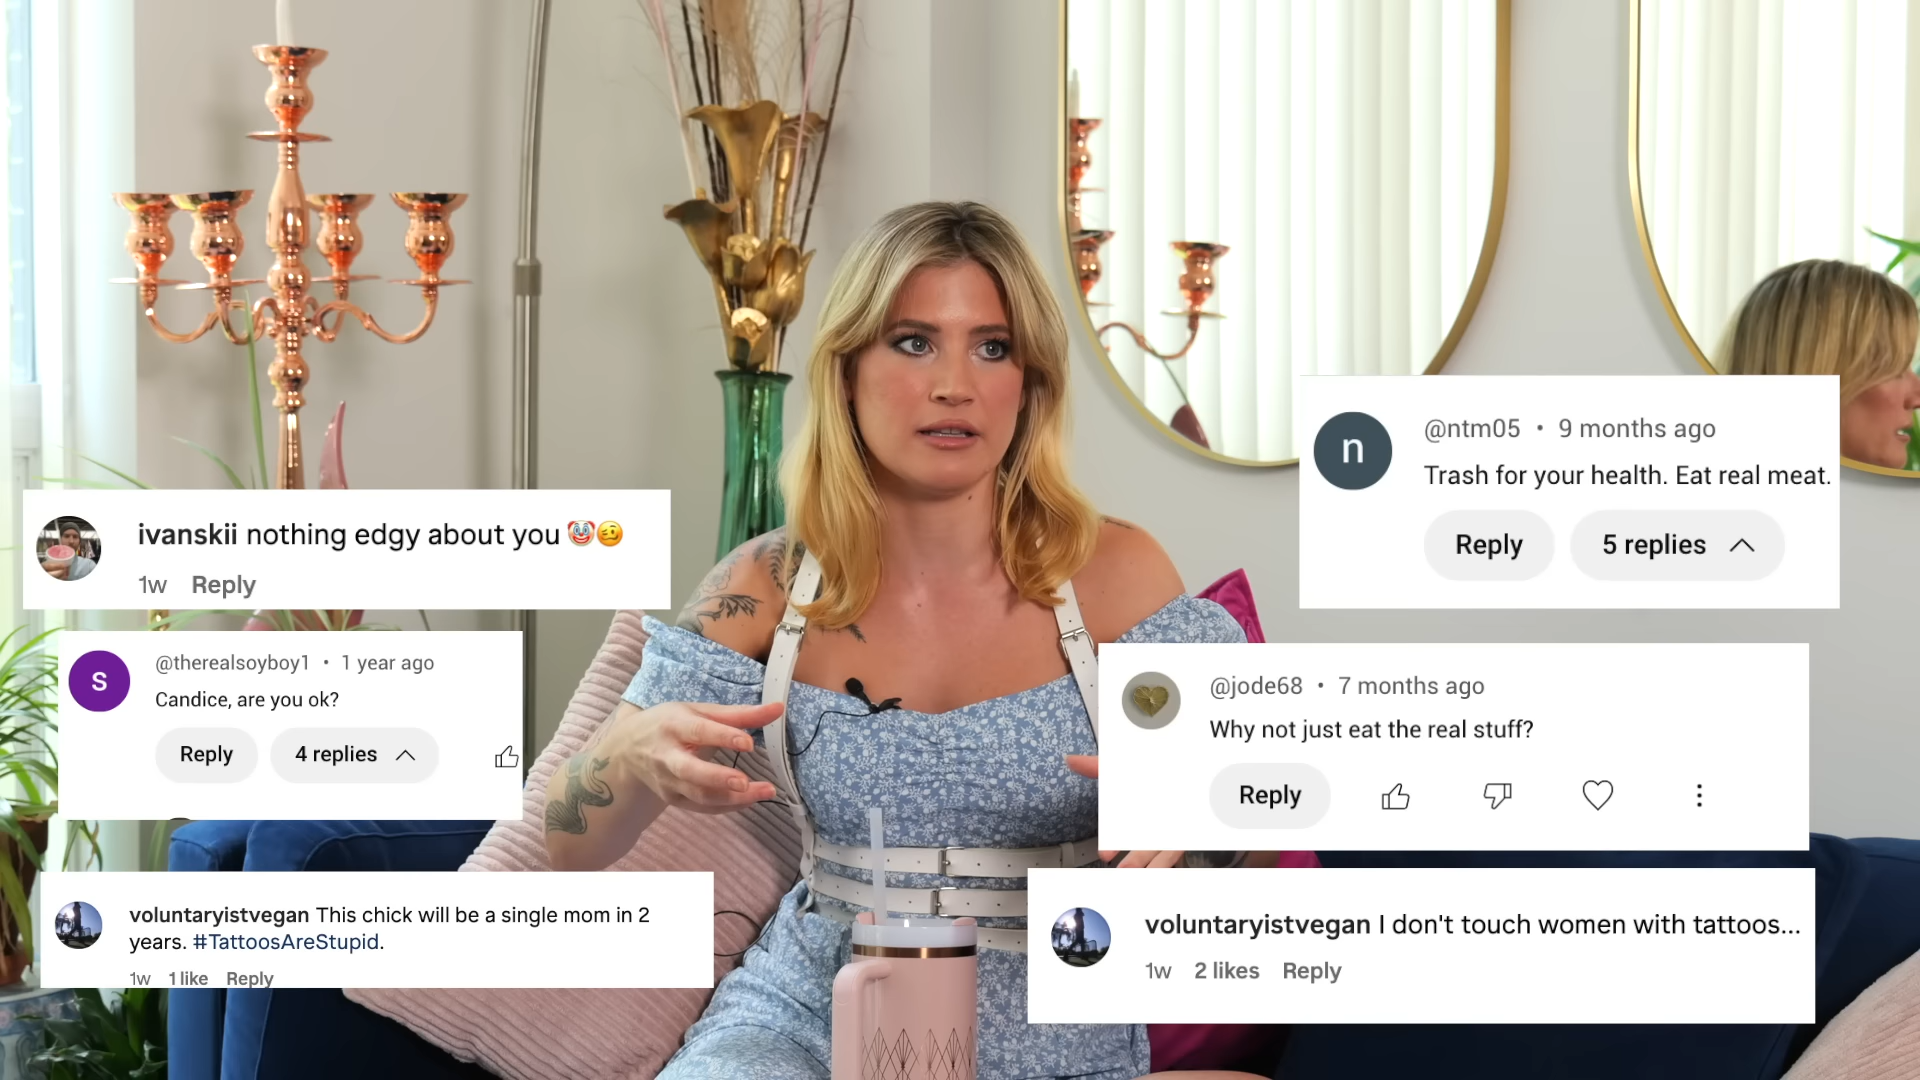 ivanskii nothing edgy about you 🤡🥴
1w Reply
S
@therealsoyboy1 • 1 year ago
Candice, are you ok?
Reply 4 replies
voluntaryistvegan This chick will be a single mom in 2
years. #TattoosAreStupid.
1w 1 like Reply
n
@ntm05 • 9 months ago
Trash for your health. Eat real meat.
Reply 5 replies
@jode68 • 7 months ago
Why not just eat the real stuff?
Reply
voluntaryistvegan I don't touch women with tattoos...
1w 2 likes Reply